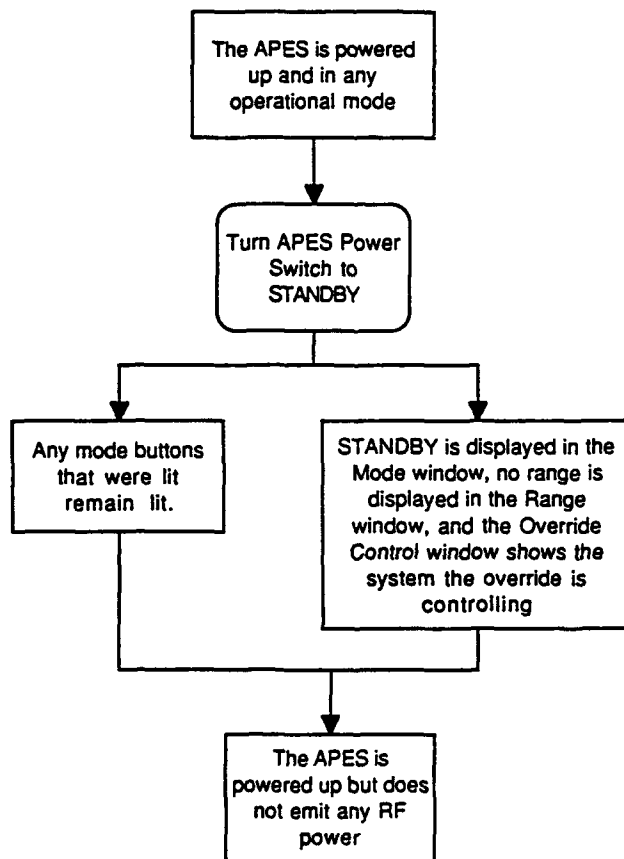 The APES is powered
up and in any
operational mode
Turn APES Power
Switch to
STANDBY
Any mode buttons
that were lit
remain lit.
STANDBY is displayed in the
Mode window, no range is
displayed in the Range
window, and the Override
Control window shows the
system the override is
controlling
The APES is
powered up but does
not emit any RF
power